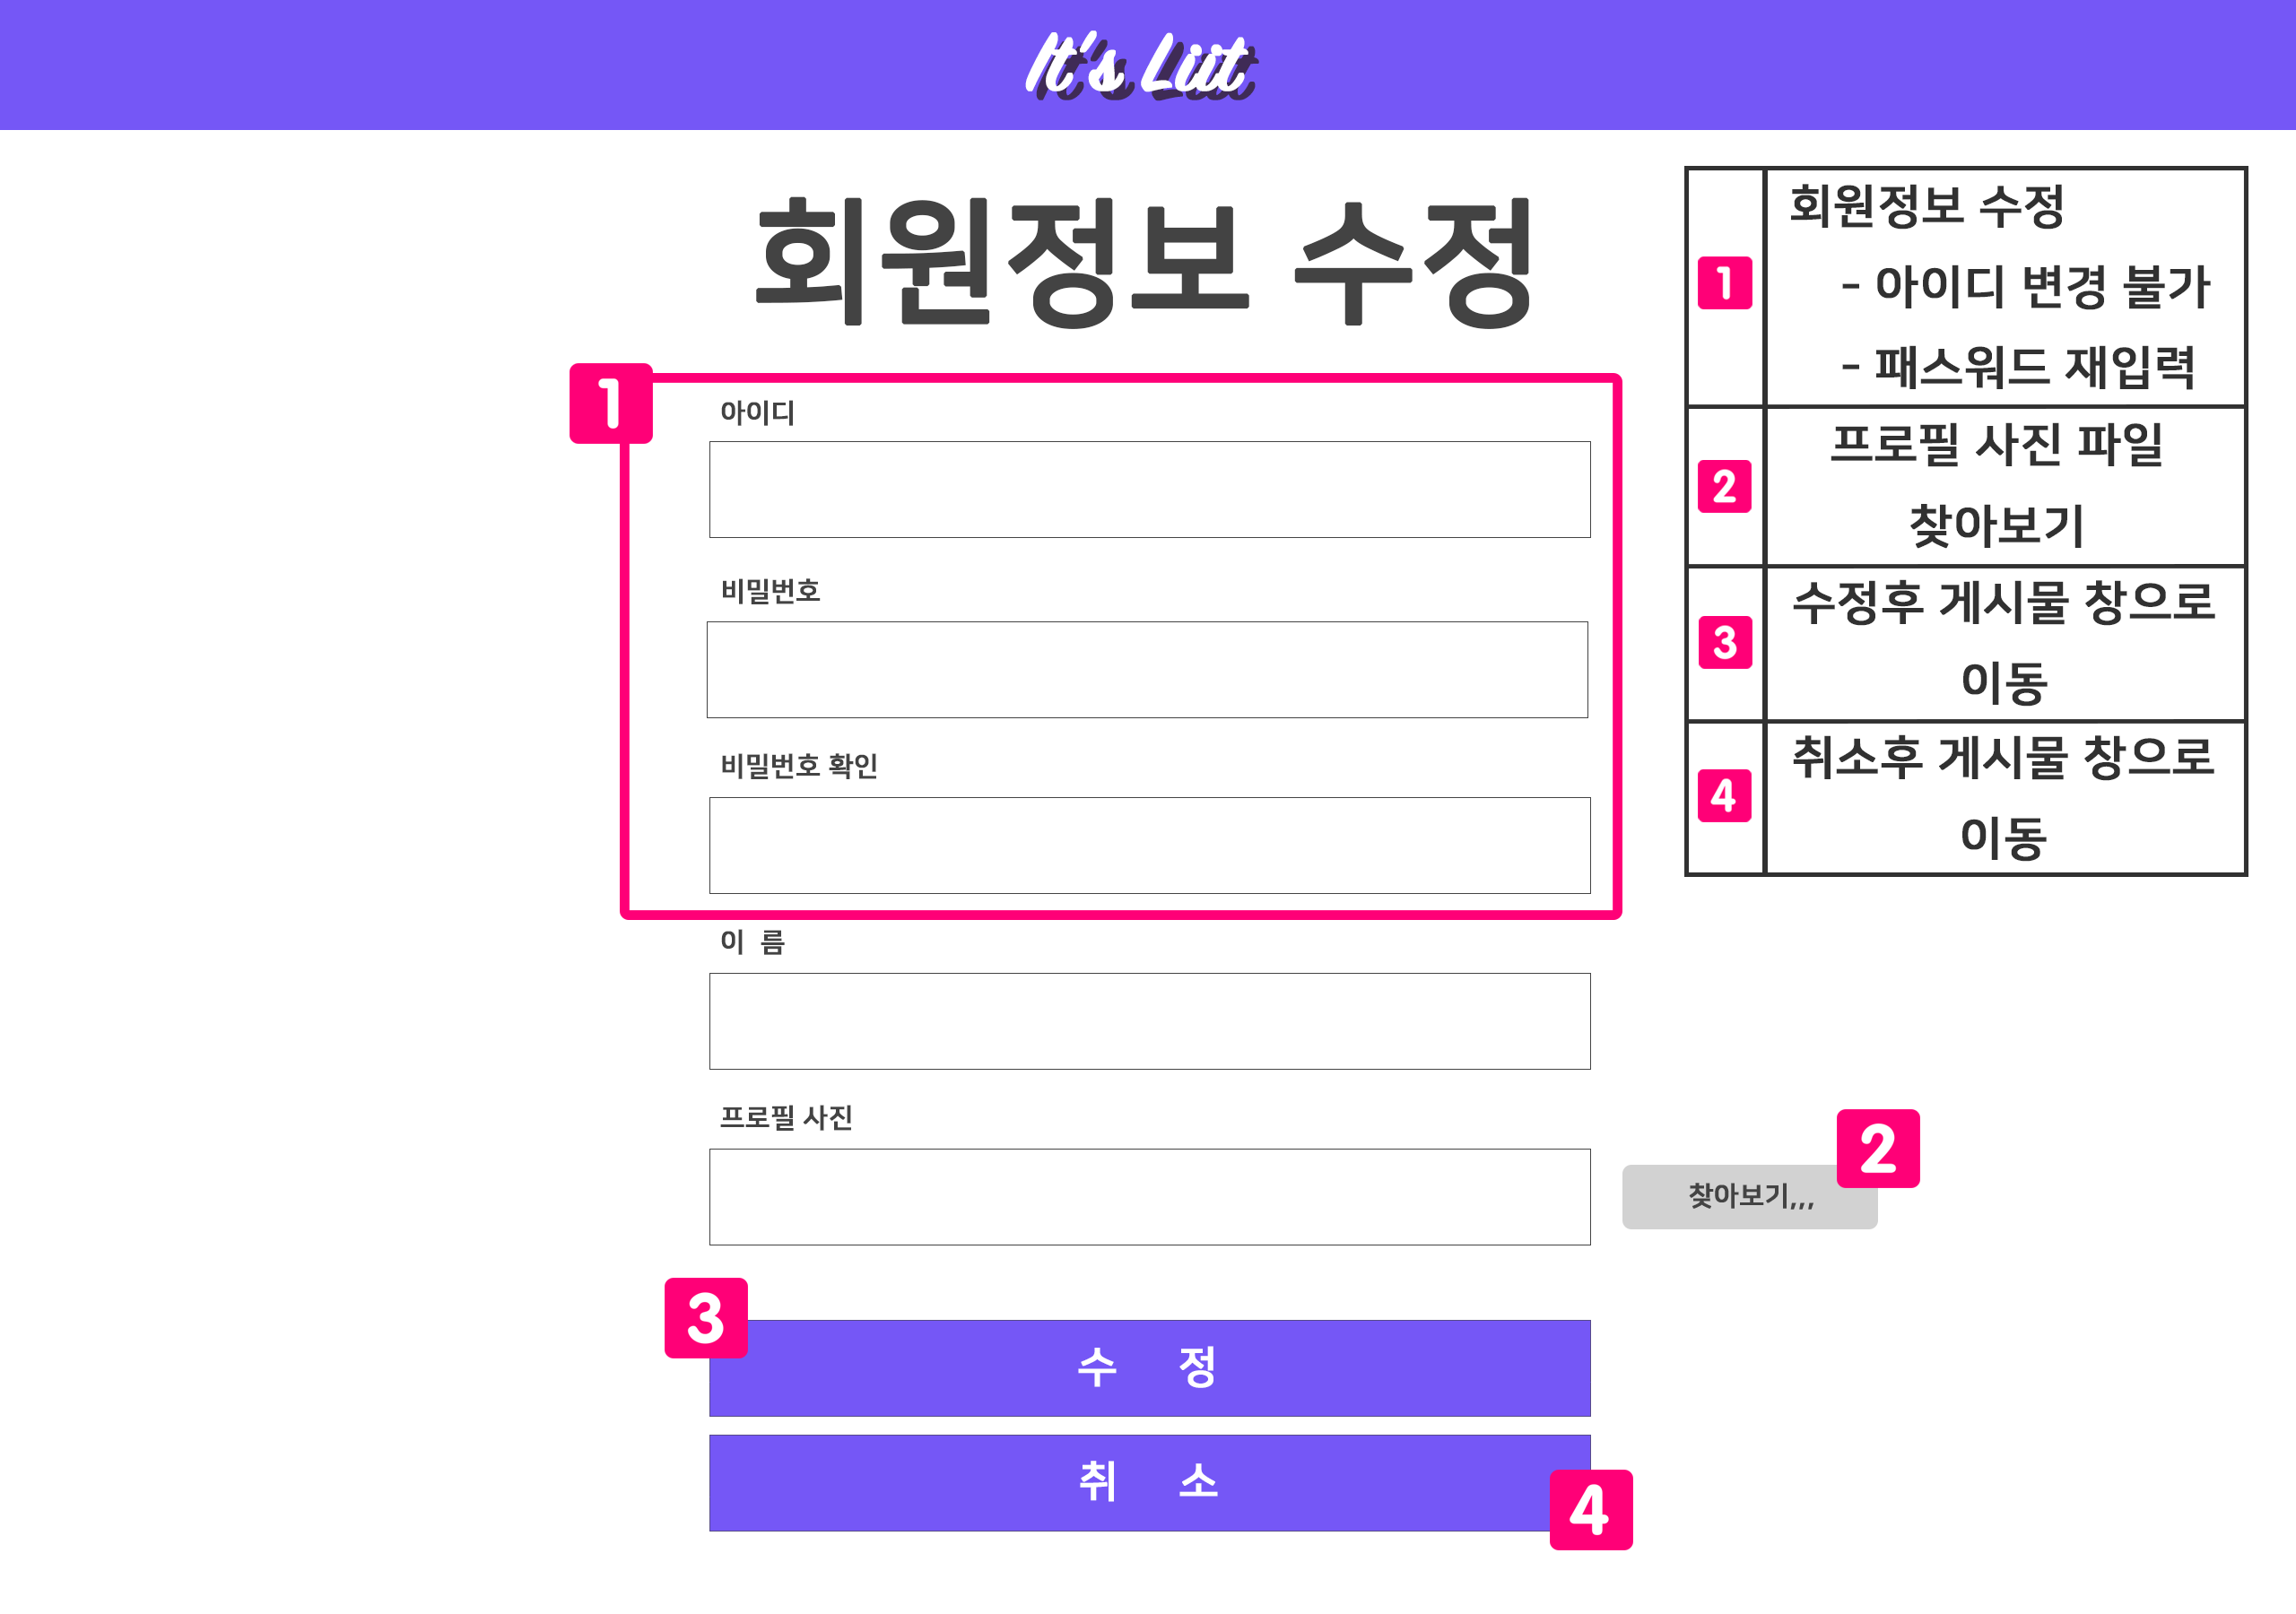 It's Liit
회원정보 수정
1
아이디
비밀번호
비밀번호 확인
이 름
프로필 사진
찾아보기,,,
2
3
수 정
취 소
4
1
회원정보 수정
- 아이디 변경 불가
- 패스워드 재입력
2
프로필 사진 파일
찾아보기
3
수정후 게시물 창으로
이동
4
취소후 게시물 창으로
이동